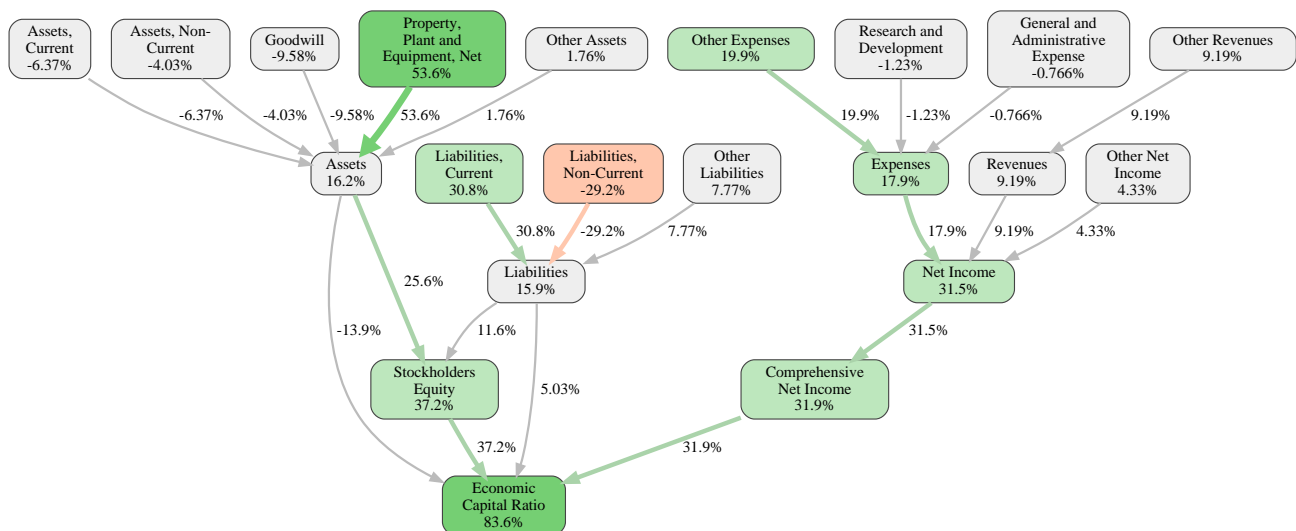 Assets,
Current
-6.37%
Assets, Non-
Current
-4.03%
Goodwill
-9.58%
Property,
Plant and
Equipment, Net
53.6%
Other Assets
1.76%
Other Expenses
19.9%
Research and
Development
-1.23%
General and
Administrative
Expense
-0.766%
Other Revenues
9.19%
-6.37%
-4.03%
-9.58%
53.6%
1.76%
19.9%
-1.23%
-0.766%
9.19%
Assets
16.2%
Liabilities,
Current
30.8%
Liabilities,
Non-Current
-29.2%
Other
Liabilities
7.77%
Expenses
17.9%
Revenues
9.19%
Other Net
Income
4.33%
30.8%
-29.2%
7.77%
17.9%
9.19%
4.33%
25.6%
Liabilities
15.9%
Net Income
31.5%
-13.9%
11.6%
31.5%
Stockholders
Equity
37.2%
5.03%
Comprehensive
Net Income
31.9%
37.2%
31.9%
Economic
Capital Ratio
83.6%